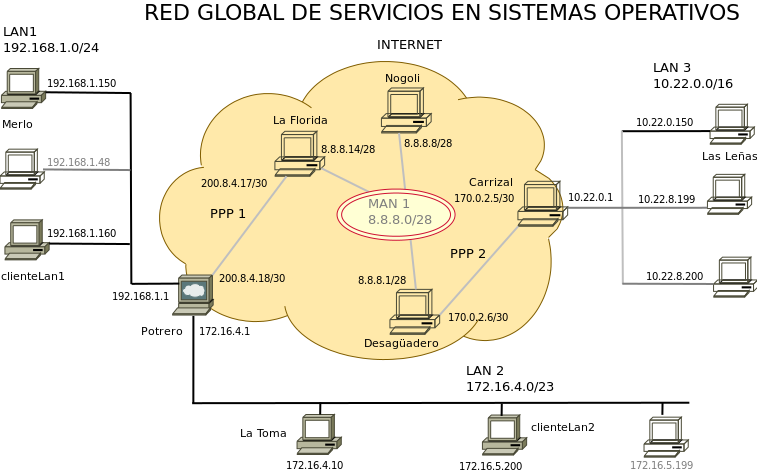 RED GLOBAL DE SERVICIOS EN SISTEMAS OPERATIVOS
LAN1
192.168.1.0/24
INTERNET
LAN 3
10.22.0.0/16
192.168.1.150
Merlo
Nogoli
La Florida
8.8.8.14/28
8.8.8.8/28
10.22.0.150
Las Leñas
192.168.1.48
200.8.4.17/30
Carrizal
170.0.2.5/30
MAN 1
8.8.8.0/28
10.22.0.1
10.22.8.199
PPP 1
192.168.1.160
clienteLan1
PPP 2
200.8.4.18/30
8.8.8.1/28
10.22.8.200
192.168.1.1
Potrero
172.16.4.1
170.0.2.6/30
Desagüadero
LAN 2
172.16.4.0/23
La Toma
172.16.4.10
clienteLan2
172.16.5.200
172.16.5.199